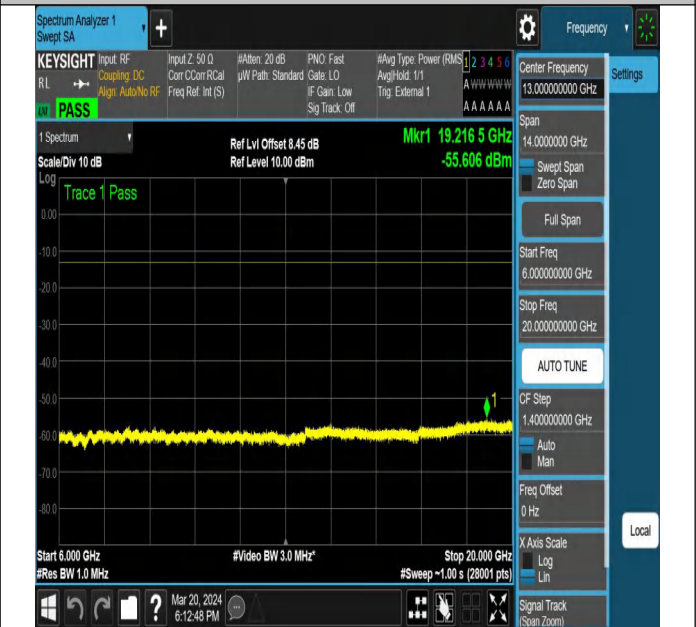 Spectrum Analyzer 1
Swept SA
Frequency
KEYSIGHT
RL
PASS
Input: RF
Coupling: DC
Align: Auto/No RF
Input Z: 50 Ω
Corr CCorr RCal
Freq Ref: Int (S)
#Atten: 20 dB
µW Path: Standard
PNO: Fast
Gate: LO
IF Gain: Low
Sig Track: Off
#Avg Type: Power (RMS
Avg|Hold: 1/1
Trig: External 1
1 2 3 4 5 6
A W W W W W
A A A A A A
1 Spectrum
Scale/Div 10 dB
Log
Ref Lvl Offset 8.45 dB
Ref Level 10.00 dBm
Mkr1 19.216 5 GHz
-55.606 dBm
Trace 1 Pass
0.00
-10.0
-20.0
-30.0
-40.0
-50.0
-60.0
-70.0
-80.0
1
Start 6.000 GHz
#Res BW 1.0 MHz
#Video BW 3.0 MHz*
Stop 20.000 GHz
#Sweep ~1.00 s (28001 pts)
Mar 20, 2024
6:12:48 PM
Center Frequency
13.000000000 GHz
Settings
Span
14.0000000 GHz
Swept Span
Zero Span
Full Span
Start Freq
6.000000000 GHz
Stop Freq
20.000000000 GHz
AUTO TUNE
CF Step
1.400000000 GHz
Auto
Man
Freq Offset
0 Hz
Local
X Axis Scale
Log
Lin
Signal Track
(Span Zoom)